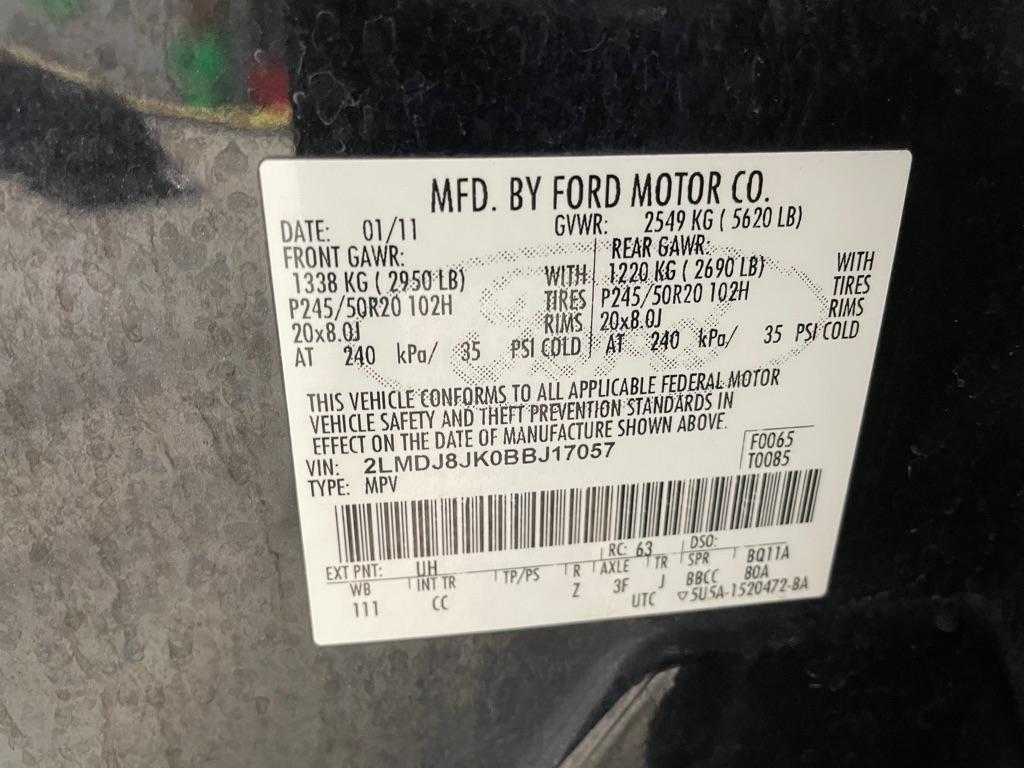 MFD. BY FORD MOTOR CO.
DATE: 01/11 GVWR: 2549 KG ( 5620 LB)
FRONT GAWR: REAR GAWR:
1338 KG ( 2950 LB) WITH 1220 KG ( 2690 LB) WITH
P245/50R20 102H TIRES P245/50R20 102H TIRES
20x8.0J RIMS 20x8.0J RIMS
AT 240 kPa/ 35 PSI COLD AT 240 kPa/ 35 PSI COLD
THIS VEHICLE CONFORMS TO ALL APPLICABLE FEDERAL MOTOR
VEHICLE SAFETY AND THEFT PREVENTION STANDARDS IN
EFFECT ON THE DATE OF MANUFACTURE SHOWN ABOVE.
VIN: 2LMDJ8JK0BBJ17057 F0065
TYPE: MPV T0085
EXT PNT: UH RC: 63 DSO:
WB INT TR TP/PS R AXLE TR SPR BQ11A
111 CC Z 3F J BBCC 80A
UTC ▽5U5A-1520472-BA